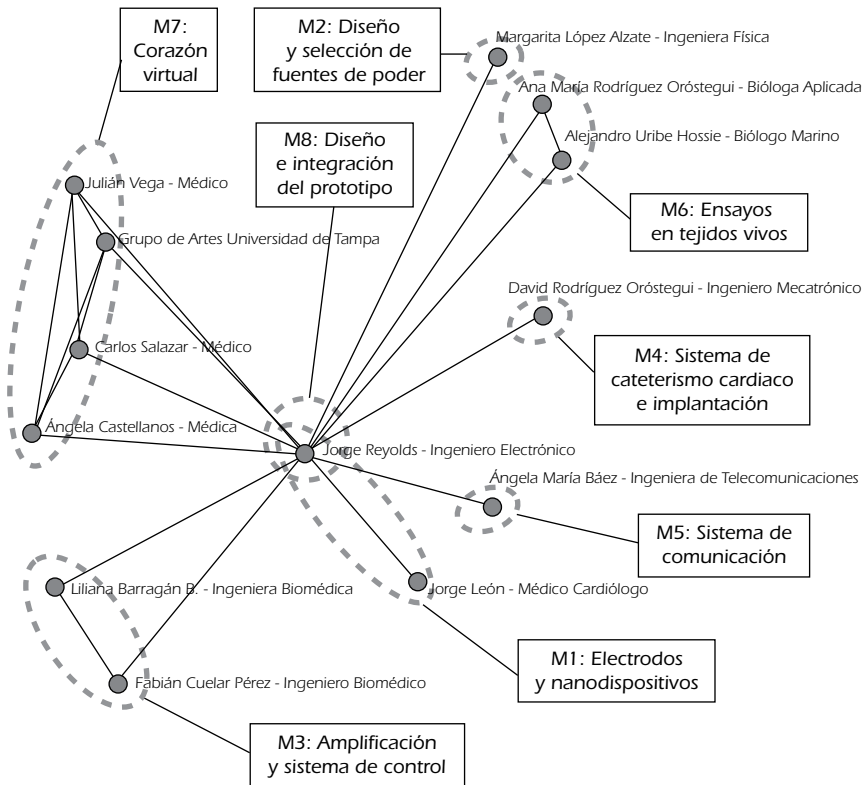 M7:
Corazón
virtual
M2: Diseño
y selección de
fuentes de poder
Margarita López Alzate - Ingeniera Física
Ana María Rodríguez Oróstegui - Bióloga Aplicada
Alejandro Uribe Hossie - Biólogo Marino
M8: Diseño
e integración
del prototipo
Julián Vega - Médico
Grupo de Artes Universidad de Tampa
M6: Ensayos
en tejidos vivos
David Rodríguez Oróstegui - Ingeniero Mecatrónico
Carlos Salazar - Médico
M4: Sistema de
cateterismo cardiaco
e implantación
Ángela Castellanos - Médica
Jorge Reyolds - Ingeniero Electrónico
Ángela María Báez - Ingeniera de Telecomunicaciones
M5: Sistema de
comunicación
Liliana Barragán B. - Ingeniera Biomédica
Jorge León - Médico Cardiólogo
M1: Electrodos
y nanodispositivos
Fabián Cuelar Pérez - Ingeniero Biomédico
M3: Amplificación
y sistema de control